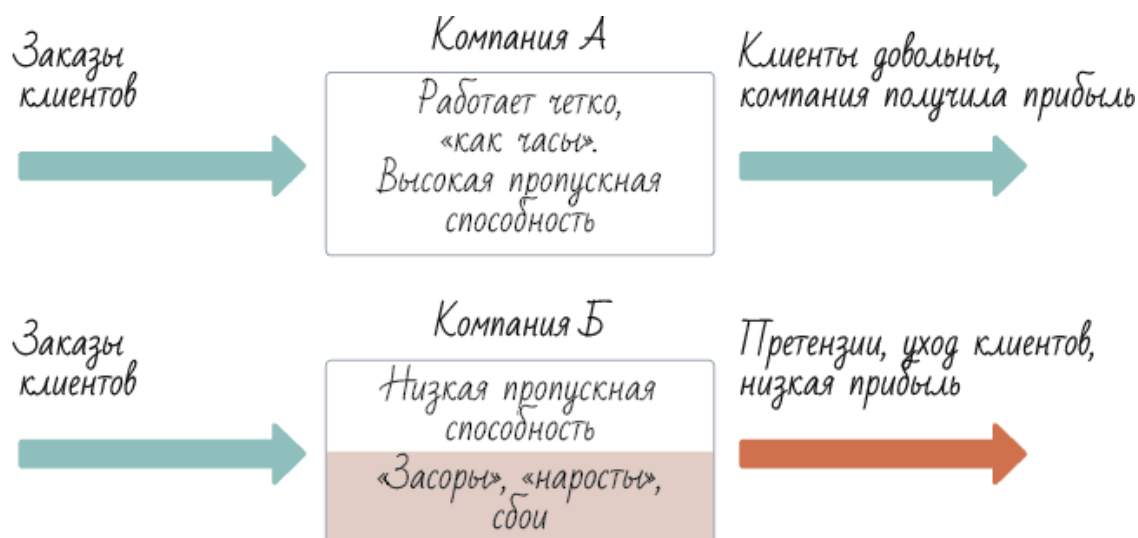 Заказы
клиентов
Компания А
Работает четко,
«как часы».
Высокая пропускная
способность
Клиенты довольны,
компания получила прибыль
Заказы
клиентов
Компания Б
Низкая пропускная
способность
«Засоры», «наросты»,
сбои
Претензии, уход клиентов,
низкая прибыль